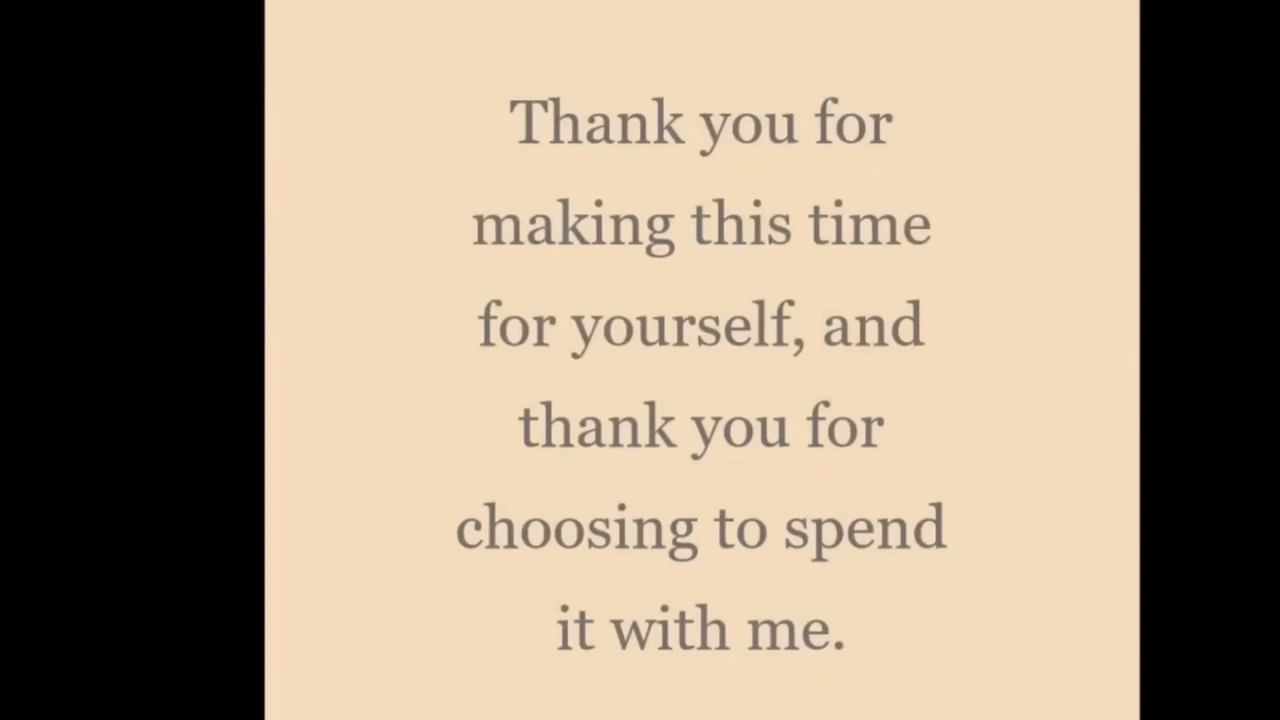 Thank you for
making this time
for yourself, and
thank you for
choosing to spend
it with me.